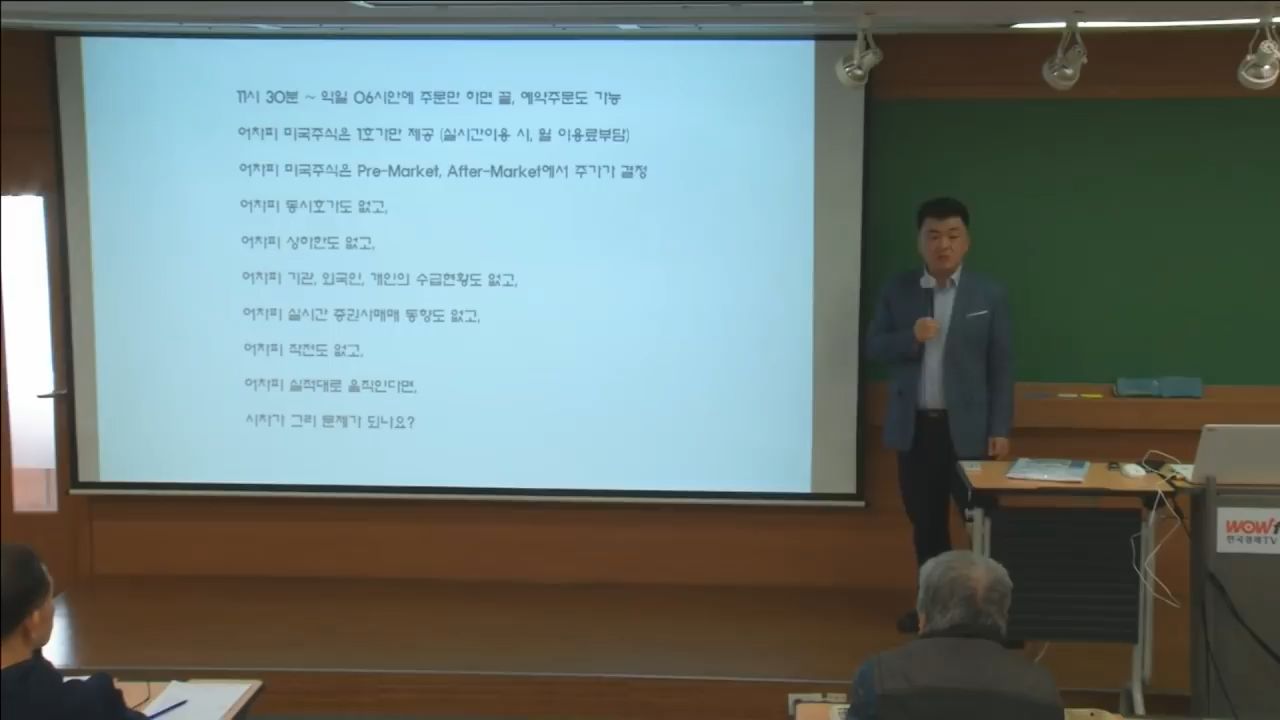 11시 30분 ~ 익일 06시안에 주문만 하면 끝, 예약주문도 가능
어차피 미국주식은 1호가만 제공 (실시간이용 시, 월 이용료부담)
어차피 미국주식은 Pre-Market, After-Market에서 주가가 결정
어차피 동시호가도 없고,
어차피 상하한도 없고,
어차피 기관, 외국인, 개인의 수급현황도 없고,
어차피 실시간 증권사매매 동향도 없고,
어차피 작전도 없고,
어차피 실적대로 움직인다면,
시차가 그리 문제가 되나요?
WOW
한국경제TV